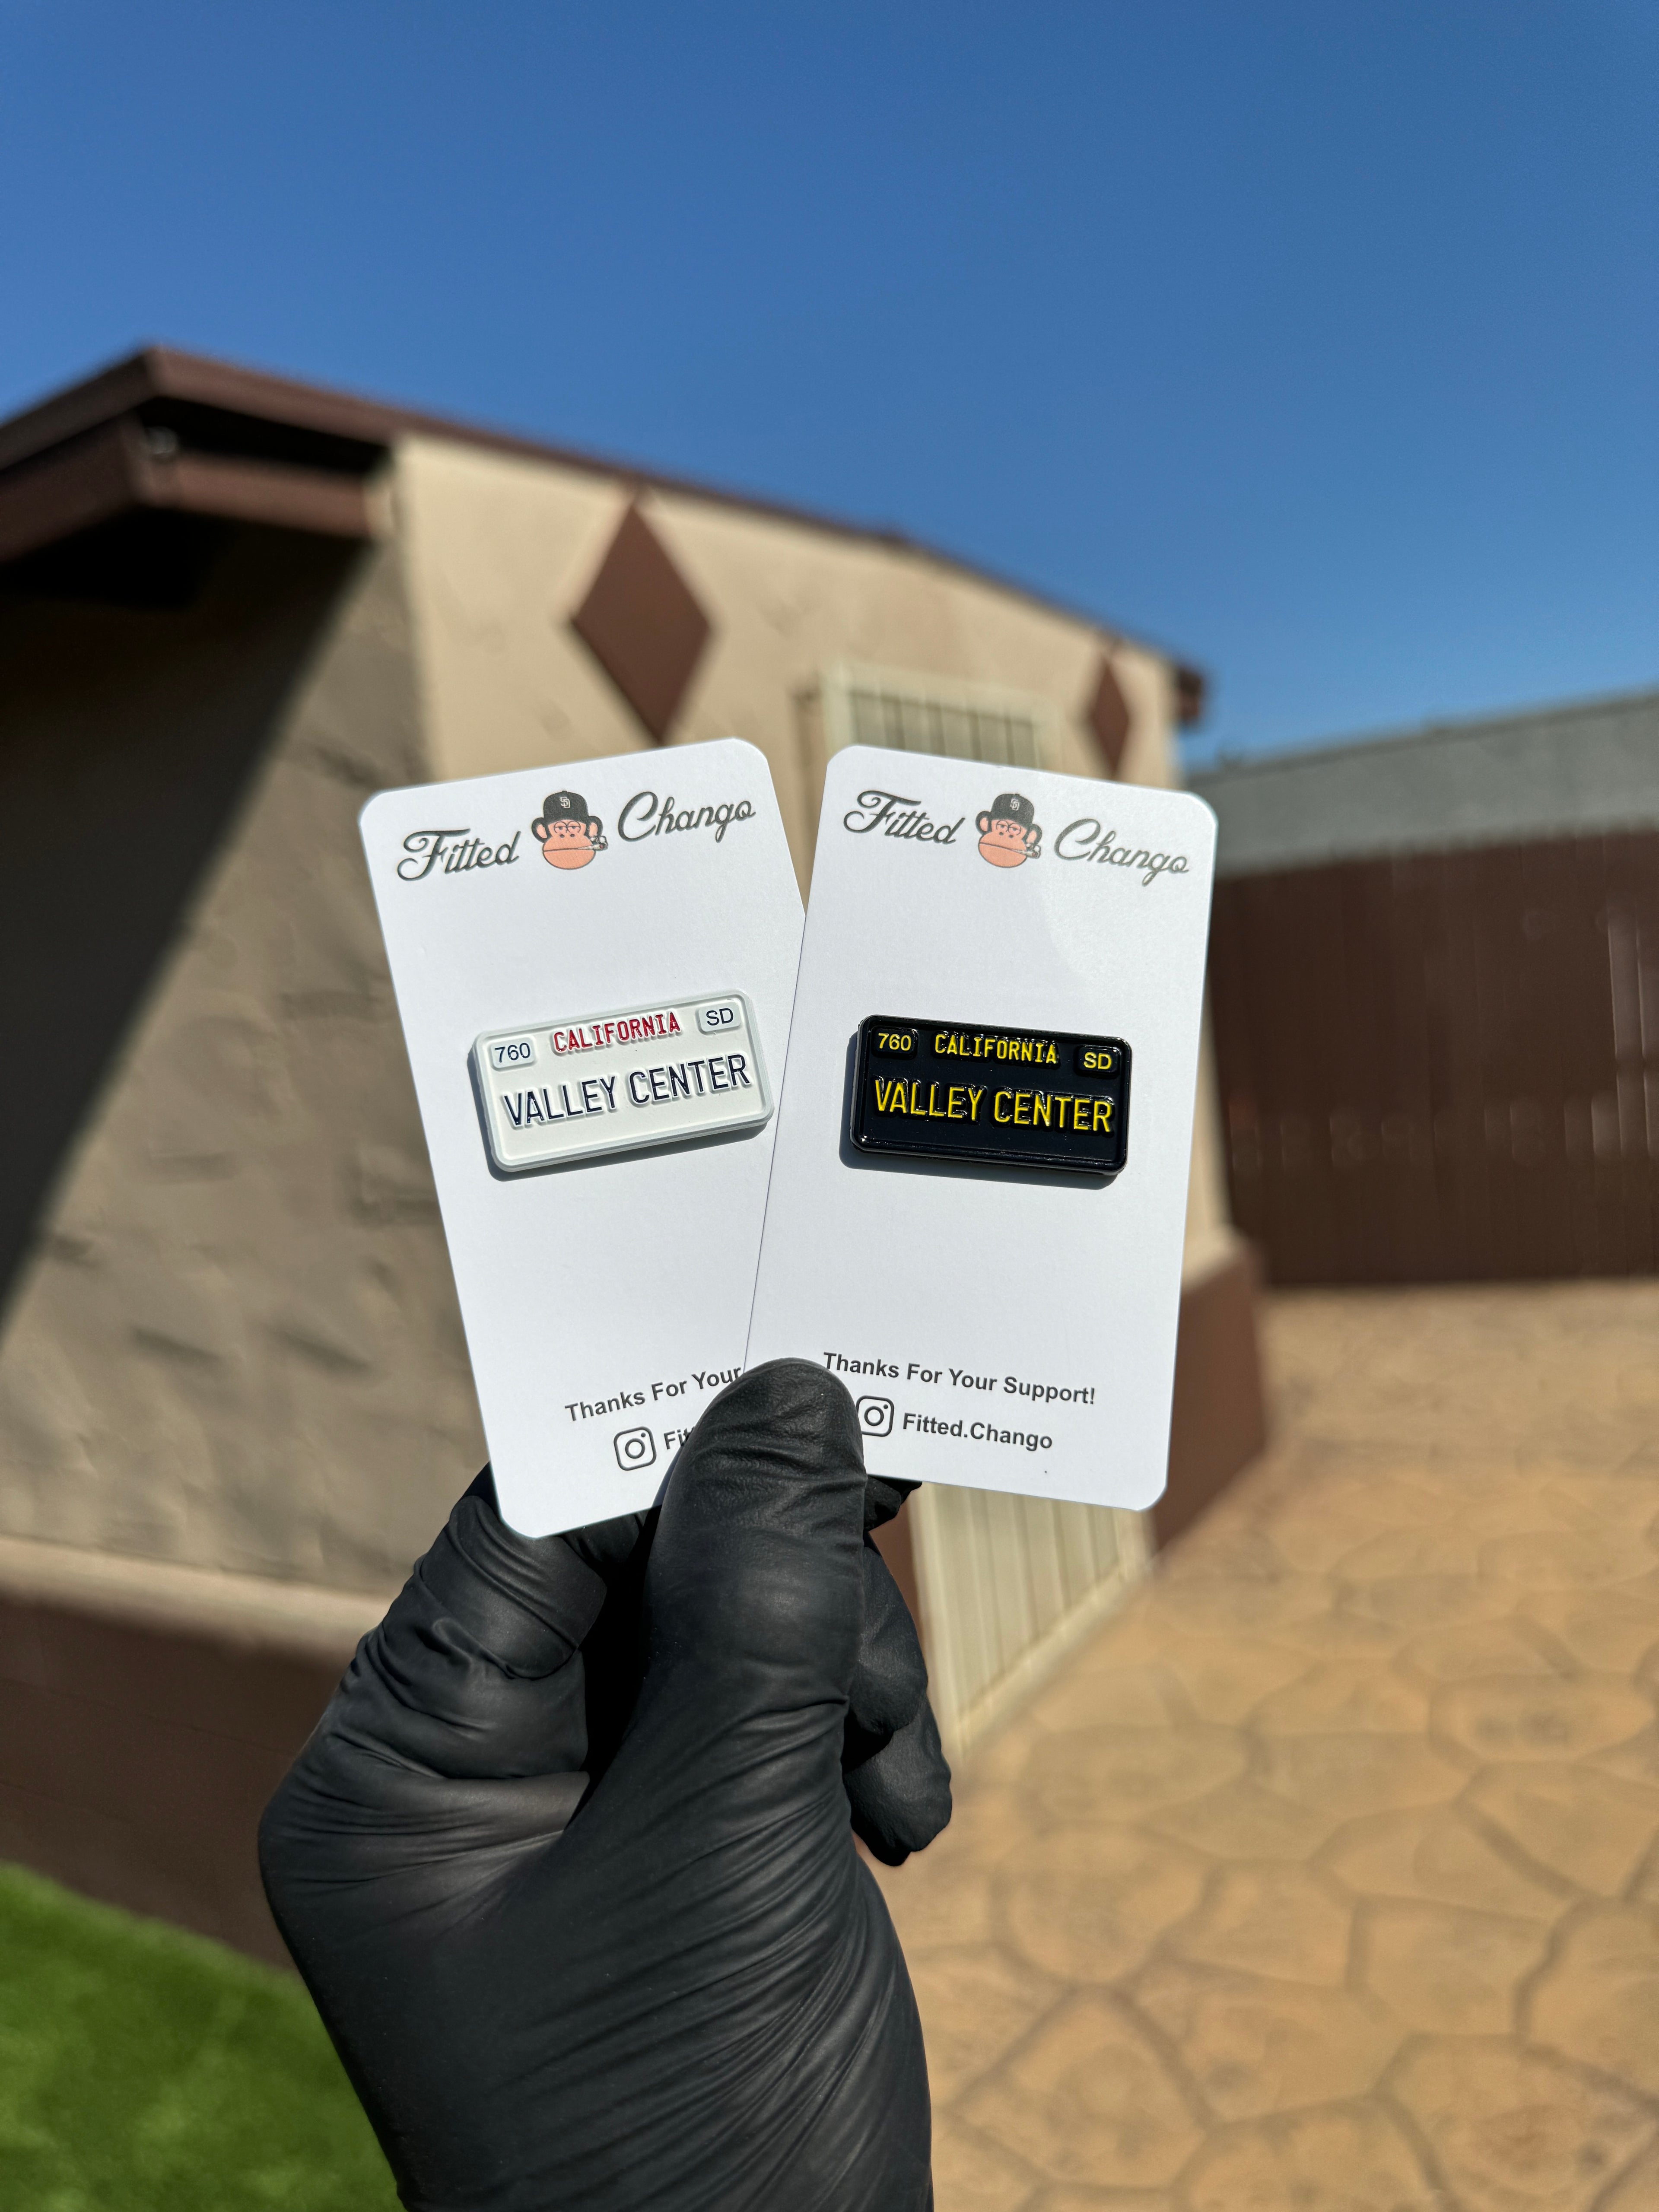 Fitted Chango
760 CALIFORNIA SD
VALLEY CENTER
Thanks For Your
Fit
Fitted Chango
760 CALIFORNIA SD
VALLEY CENTER
Thanks For Your Support!
Fitted.Chango